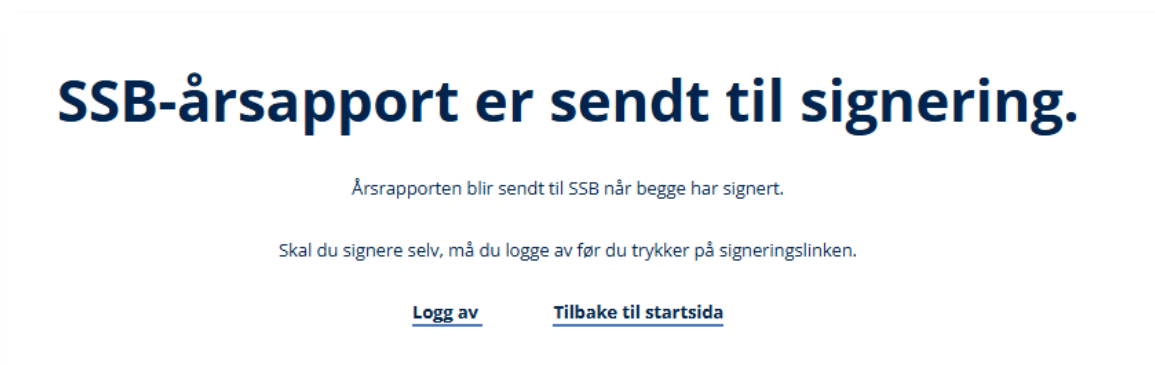 SSB-årsapport er sendt til signering.
Årsrapporten blir sendt til SSB når begge har signert.
Skal du signere selv, må du logge av før du trykker på signeringslinken.
Logg av Tilbake til startsida